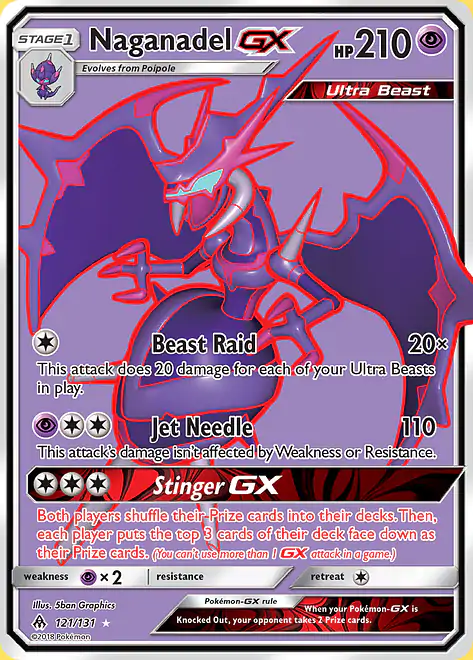 STAGE1 Naganadel GX HP210
Evolves from Poipole
Ultra Beast
Beast Raid 20×
This attack does 20 damage for each of your Ultra Beasts
in play.
Jet Needle 110
This attack's damage isn't affected by Weakness or Resistance.
Stinger GX
Both players shuffle their Prize cards into their decks. Then,
each player puts the top 3 cards of their deck face down as
their Prize cards. (You can't use more than 1 GX attack in a game.)
weakness ×2 resistance retreat
Illus. 5ban Graphics
121/131
©2018 Pokémon
Pokémon-GX rule
When your Pokémon-GX is
Knocked Out, your opponent takes 2 Prize cards.